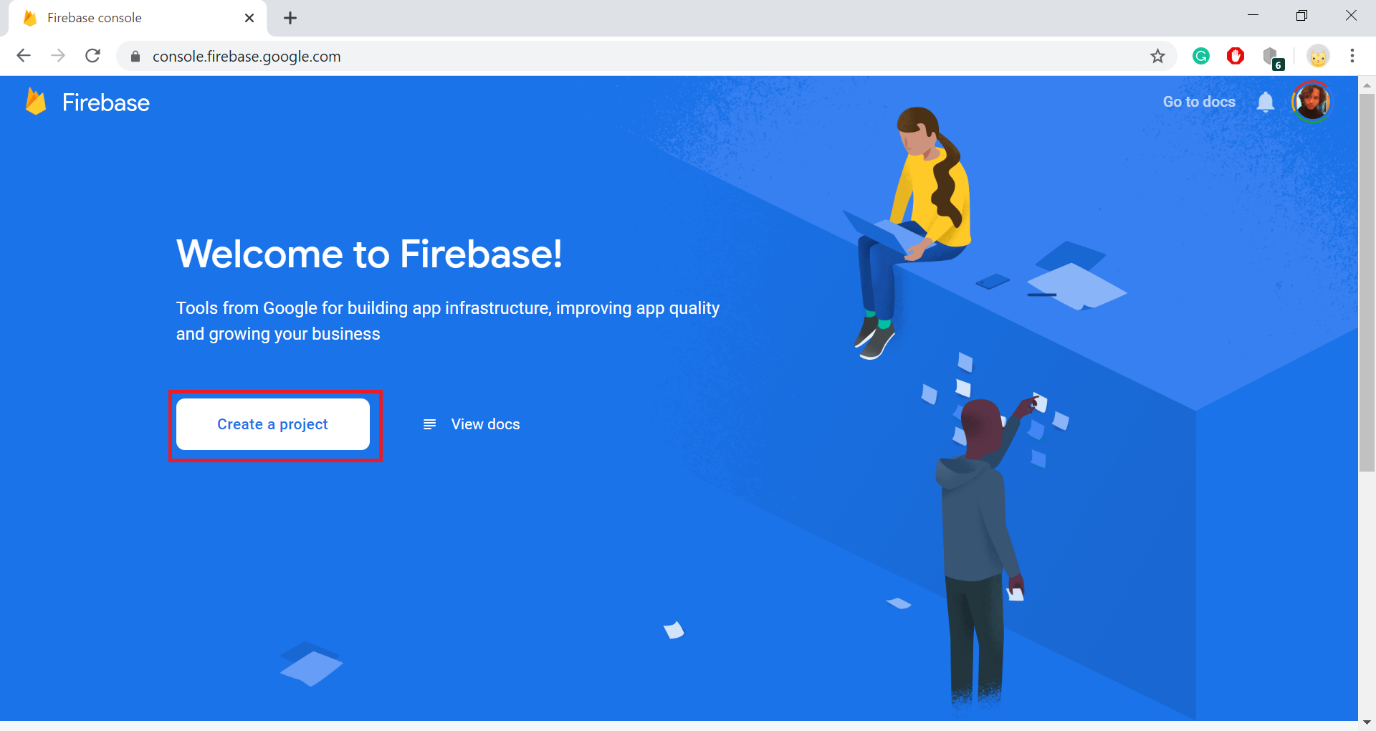 Firebase console
console.firebase.google.com
6
Firebase
Go to docs
Welcome to Firebase!
Tools from Google for building app infrastructure, improving app quality
and growing your business
Create a project
View docs